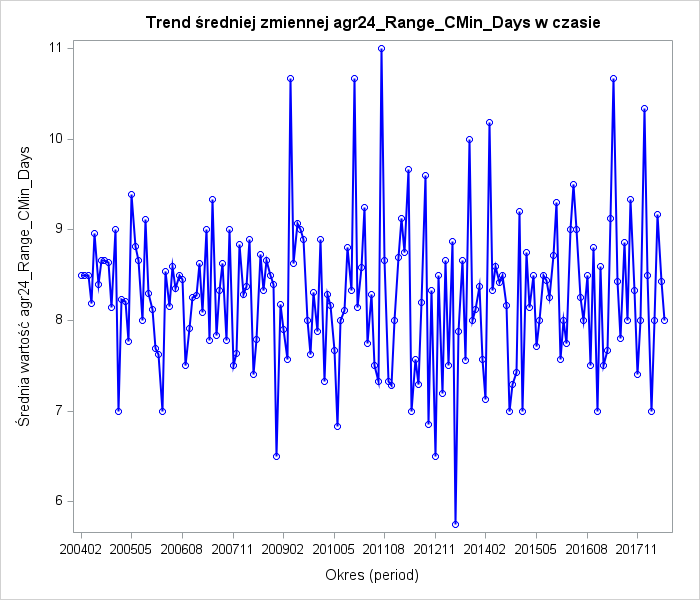 Trend średniej zmiennej agr24_Range_CMin_Days w czasie
Średnia wartość agr24_Range_CMin_Days
11
10
9
8
7
6
200402 200505 200608 200711 200902 201005 201108 201211 201402 201505 201608 201711
Okres (period)